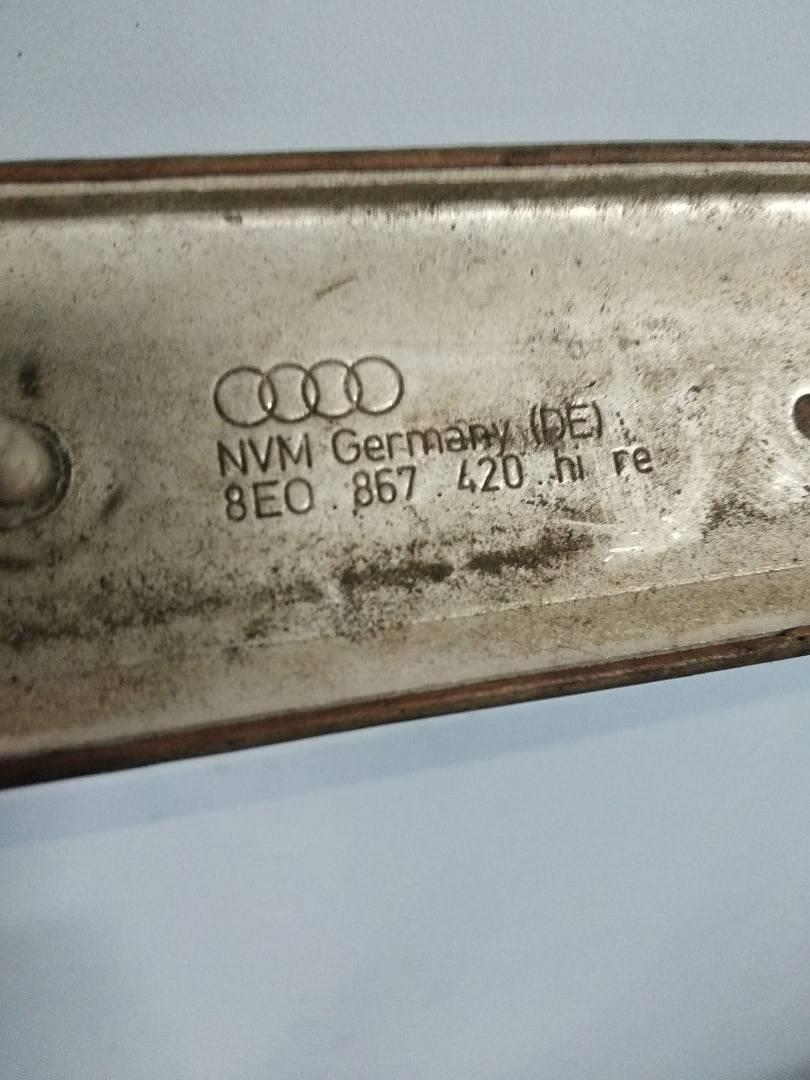 NVM Germany (DE)
8E0 . 867 . 420 .. hi re